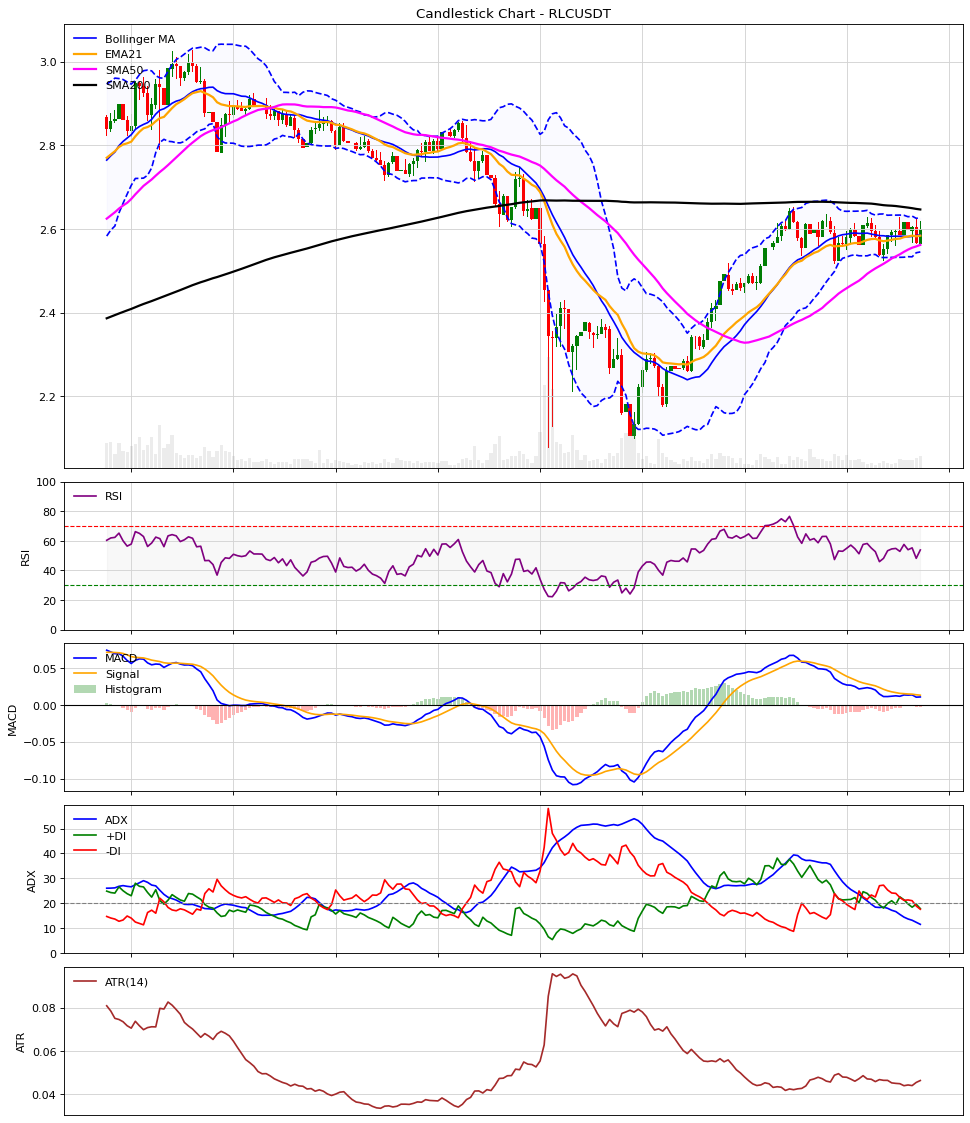 Candlestick Chart - RLCUSDT
Bollinger MA
EMA21
SMA50
SMA200
3.0
2.8
2.6
2.4
2.2
RSI
100
80
60
40
20
0
RSI
MACD
Signal
Histogram
0.05
0.00
−0.05
−0.10
MACD
ADX
+DI
-DI
50
40
30
20
10
0
ADX
ATR(14)
0.08
0.06
0.04
ATR